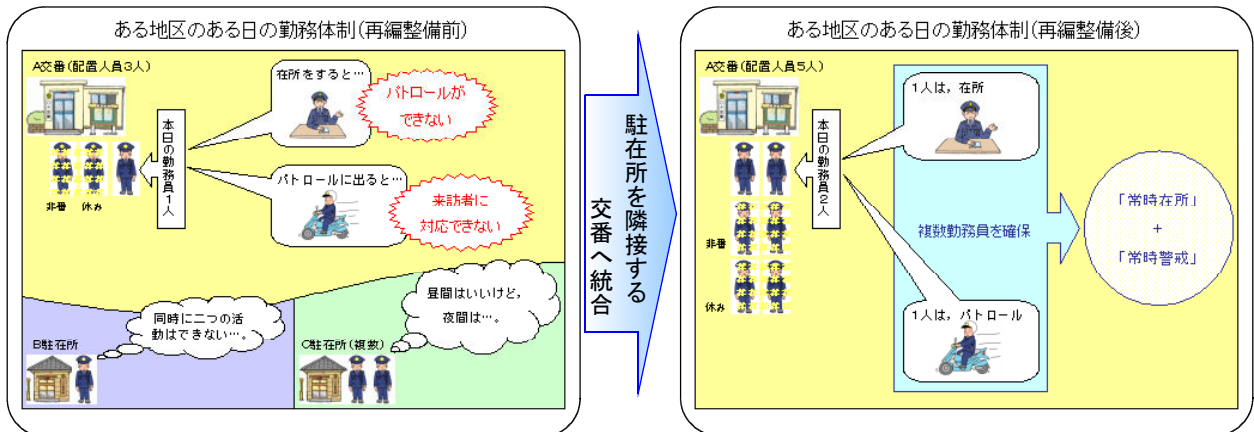 ある地区のある日の勤務体制(再編整備前)
A交番(配置人員3人)
在所をすると…
パトロールが
できない
本日の勤務員1人
パトロールに出ると…
来訪者に
対応できない
非番
休み
同時に二つの活
動はできない…。
B駐在所
昼間はいいけど,
夜間は…。
C駐在所(複数)
駐在所を隣接する
交番へ統合
ある地区のある日の勤務体制(再編整備後)
A交番(配置人員5人)
1人は,在所
本日の勤務員2人
非番
休み
複数勤務員を確保
1人は,パトロール
「常時在所」
+
「常時警戒」